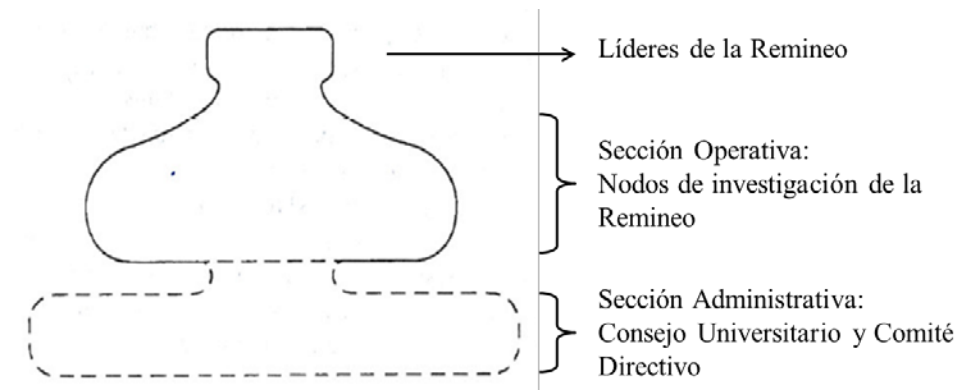 Líderes de la Remineo
Sección Operativa:
Nodos de investigación de la
Remineo
Sección Administrativa:
Consejo Universitario y Comité
Directivo